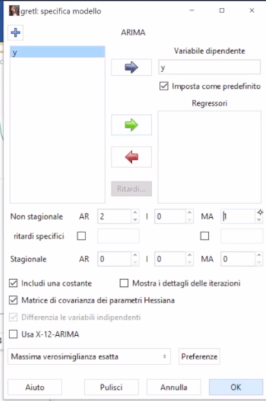 gretl: specifica modello
ARIMA
y
Variabile dipendente
y
Imposta come predefinito
Regressori
Ritardi...
Non stagionale AR 2 I 0 MA 1
ritardi specifici
Stagionale AR 0 I 0 MA 0
Includi una costante Mostra i dettagli delle iterazioni
Matrice di covarianza dei parametri Hessiana
Differenzia le variabili indipendenti
Usa X-12-ARIMA
Massima verosimiglianza esatta Preferenze
Aiuto Pulisci Annulla OK